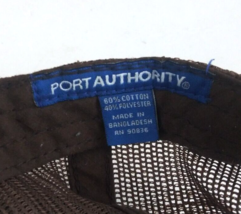 PORT AUTHORITY®
60% COTTON
40% POLYESTER
MADE IN
BANGLADESH
RN 90836